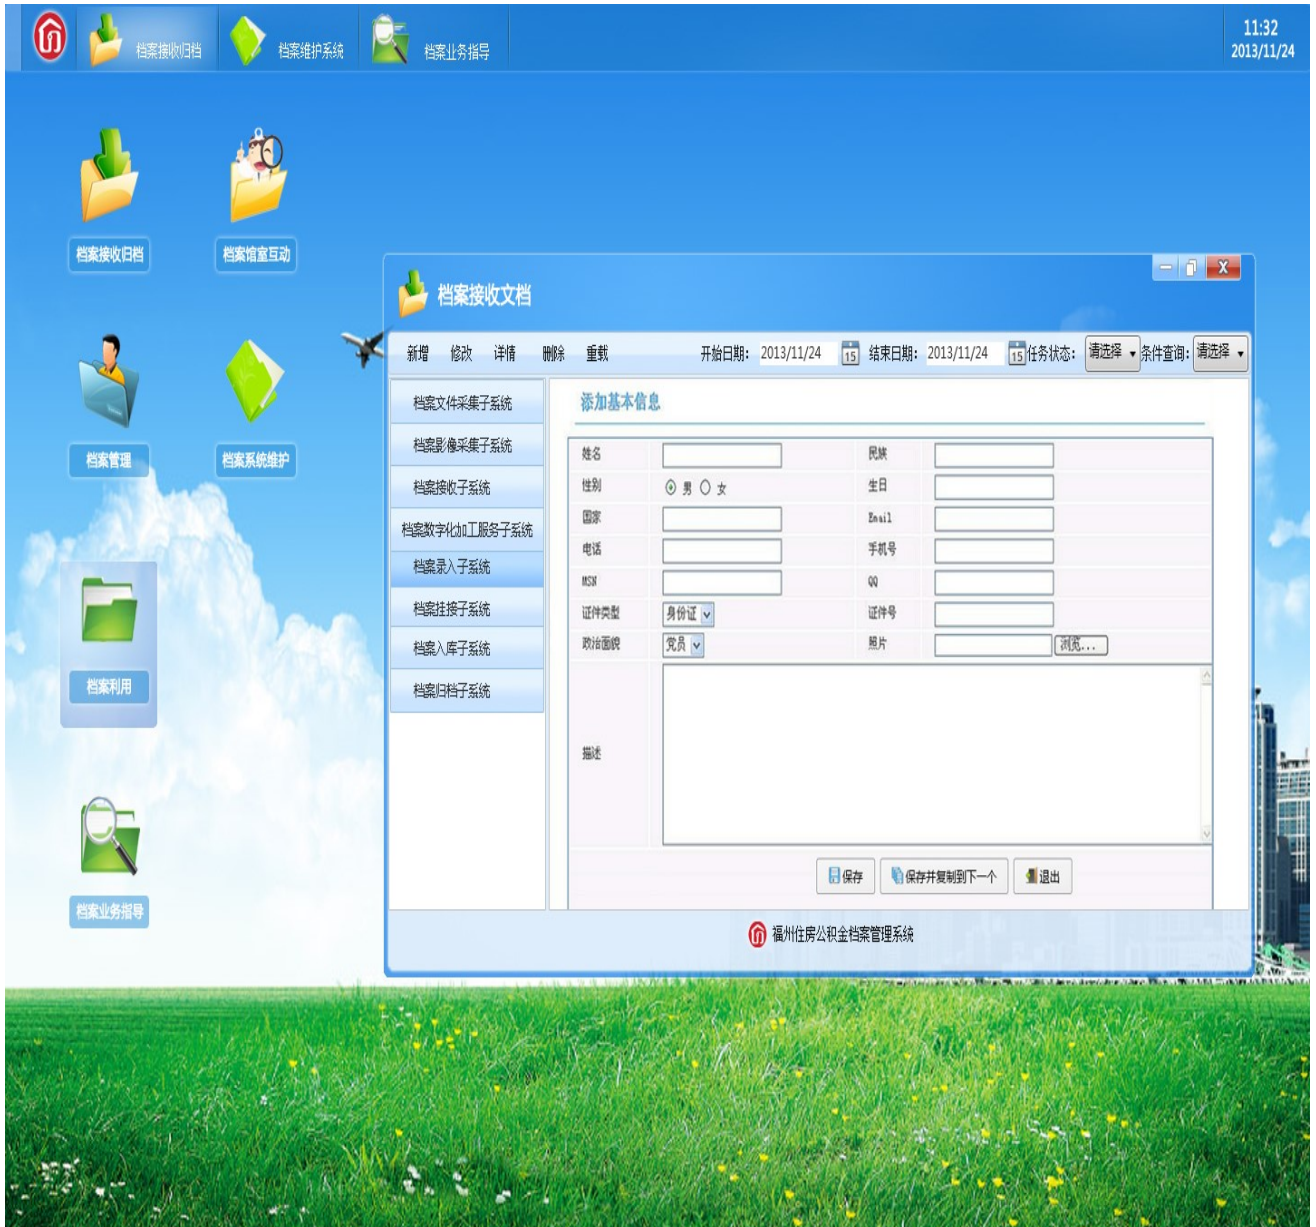 档案接收归档
档案维护系统
档案业务指导
11:32
2013/11/24
档案接收归档
档案馆室互动
档案管理
档案系统维护
档案利用
档案业务指导
档案接收文档
X
新增 修改 详情 删除 重载 开始日期: 2013/11/24 15 结束日期: 2013/11/24 15 任务状态: 请选择 条件查询: 请选择
档案文件采集子系统
档案影像采集子系统
档案接收子系统
档案数字化加工服务子系统
档案录入子系统
档案挂接子系统
档案入库子系统
档案归档子系统
添加基本信息
姓名 民族
性别 男 女 生日
国家 Email
电话 手机号
MSN QQ
证件类型 身份证 证件号
政治面貌 党员 照片 浏览...
描述
保存 保存并复制到下一个 退出
福州住房公积金档案管理系统